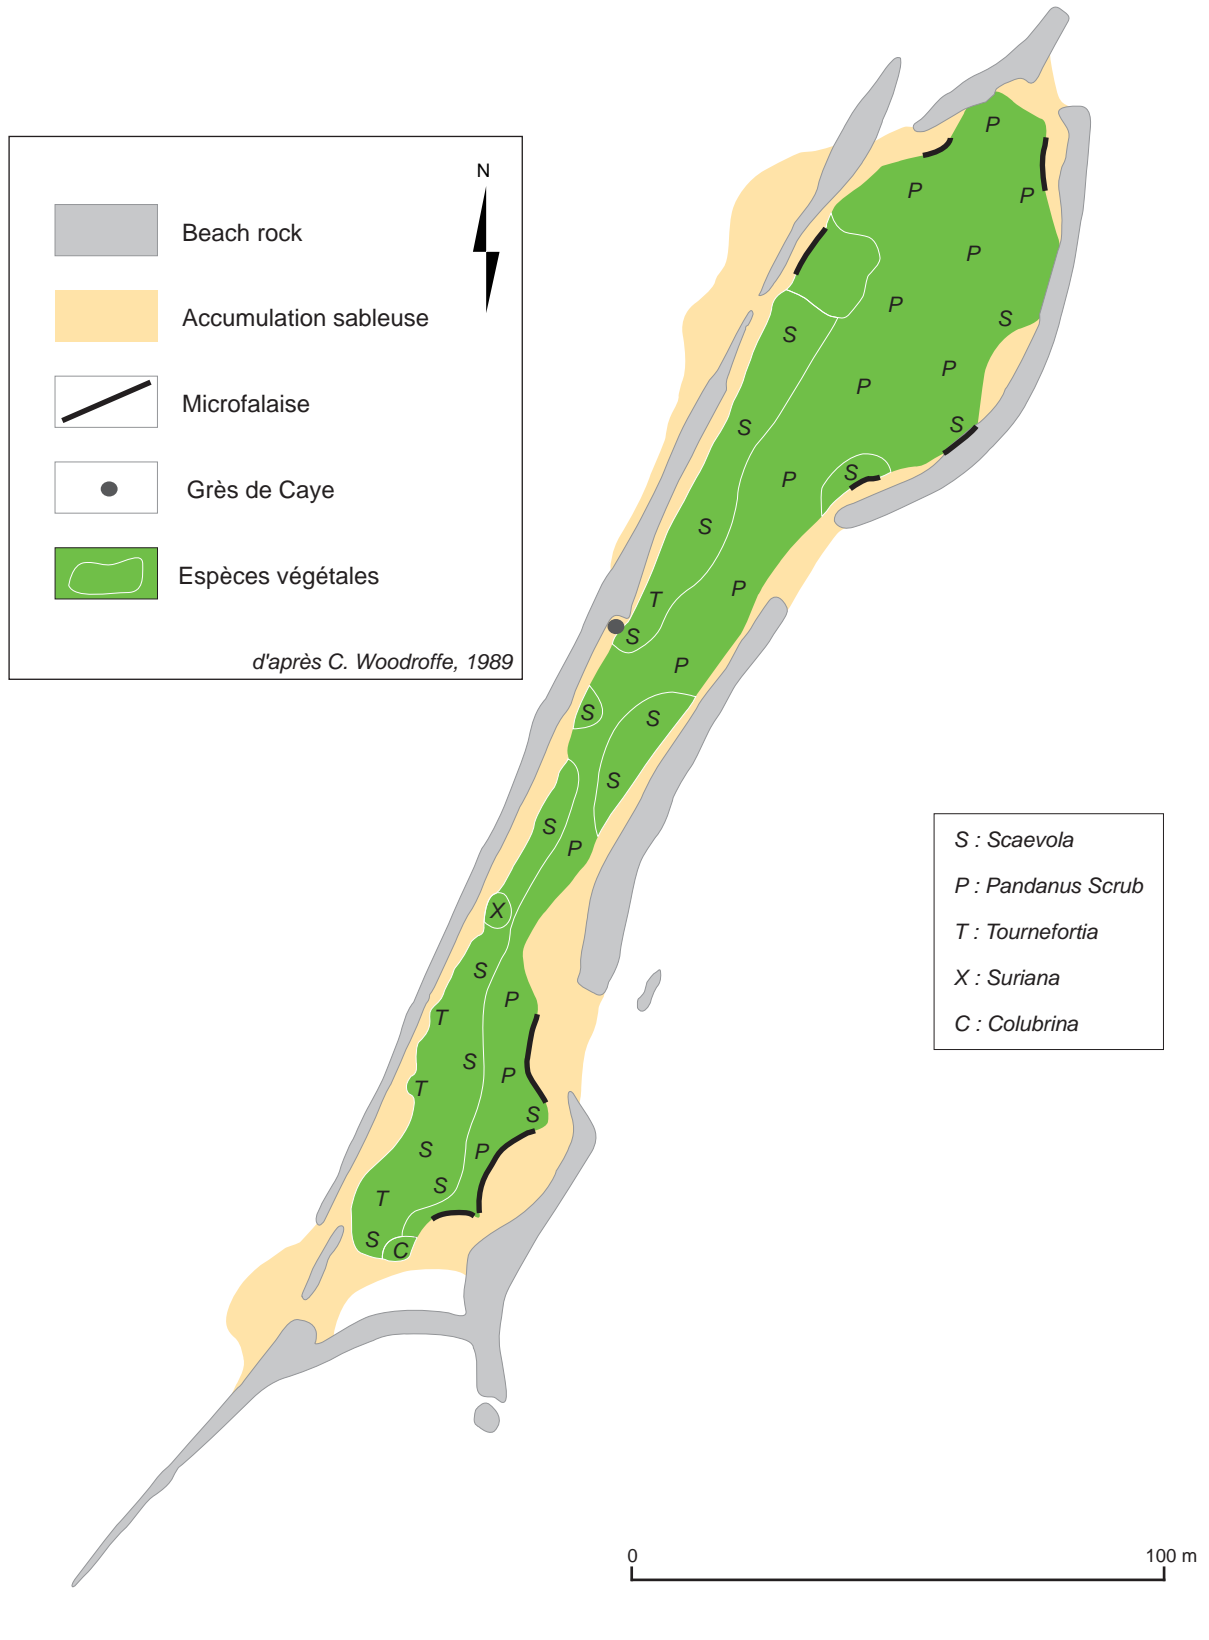 N
Beach rock
Accumulation sableuse
Microfalaise
Grès de Caye
Espèces végétales
d'après C. Woodroffe, 1989
P
P
P
P
P
S
S
P
P
S
S
S
P
S
P
T
S
P
S
S
S
S
P
X
S
P
T
S
P
T
S
S
P
S
T
S
C
S : Scaevola
P : Pandanus Scrub
T : Tournefortia
X : Suriana
C : Colubrina
0 100 m